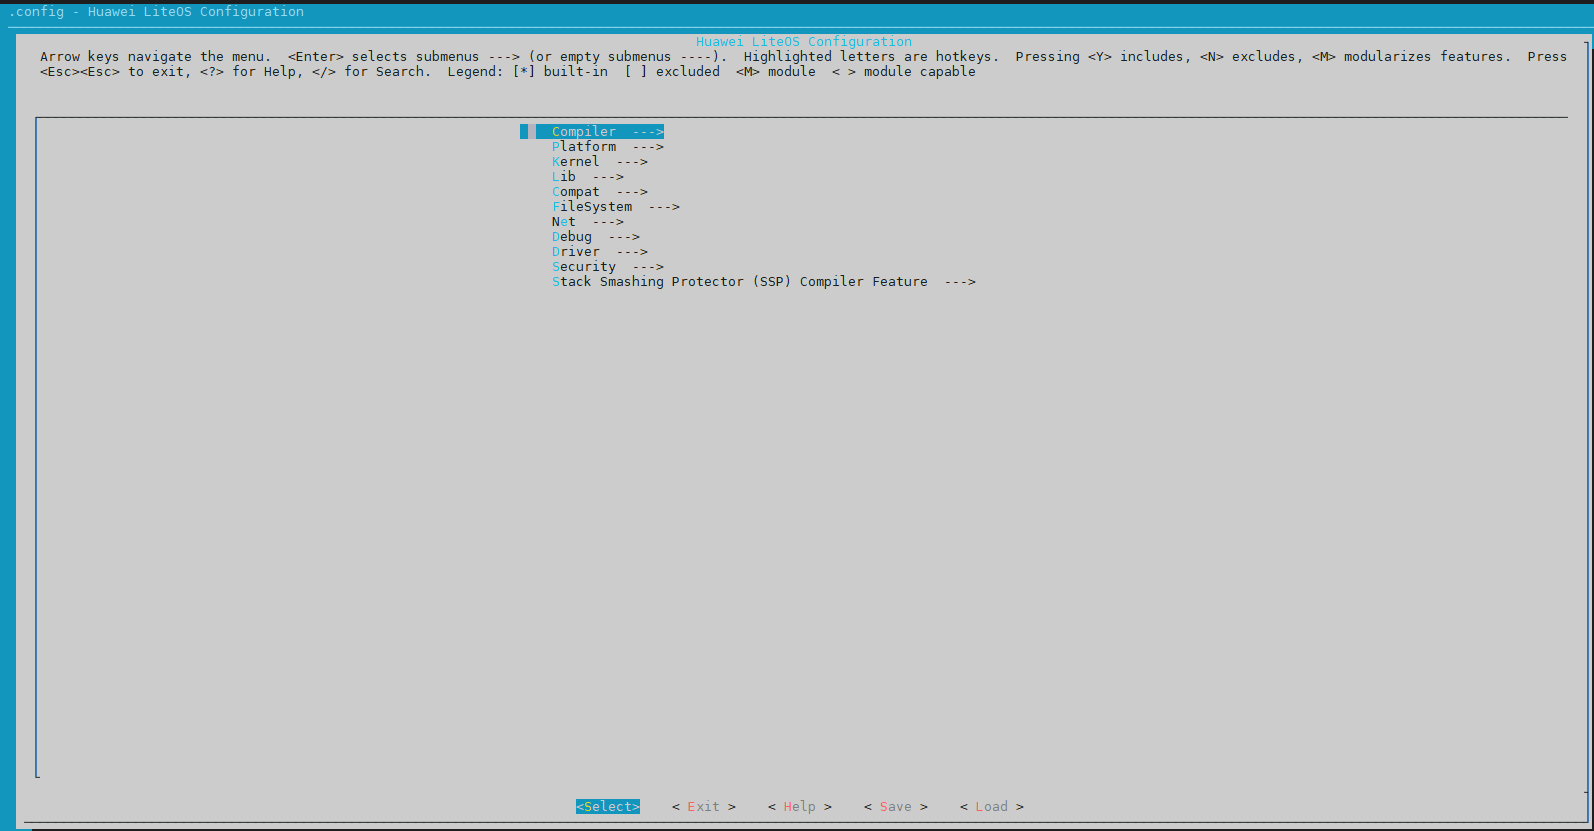 .config - Huawei LiteOS Configuration
Huawei LiteOS Configuration
Arrow keys navigate the menu.  <Enter> selects submenus ---> (or empty submenus ----).  Highlighted letters are hotkeys.  Pressing <Y> includes, <N> excludes, <M> modularizes features.  Press
<Esc><Esc> to exit, <?> for Help, </> for Search.  Legend: [*] built-in  [ ] excluded  <M> module  < > module capable
Compiler  --->
Platform  --->
Kernel  --->
Lib  --->
Compat  --->
FileSystem  --->
Net  --->
Debug  --->
Driver  --->
Security  --->
Stack Smashing Protector (SSP) Compiler Feature  --->
<Select>    < Exit >    < Help >    < Save >    < Load >